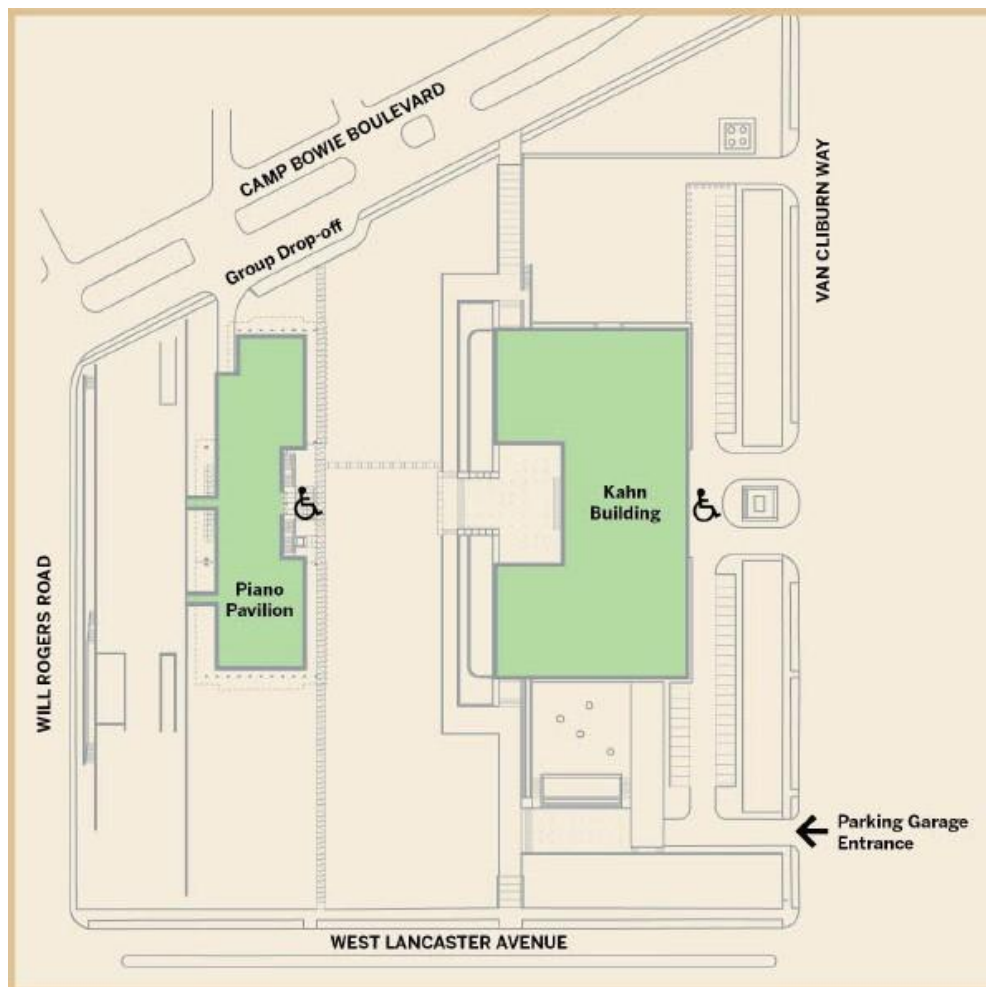 CAMP BOWIE BOULEVARD
Group Drop-off
VAN CLIBURN WAY
Kahn
Building
Piano
Pavilion
WILL ROGERS ROAD
Parking Garage
Entrance
WEST LANCASTER AVENUE